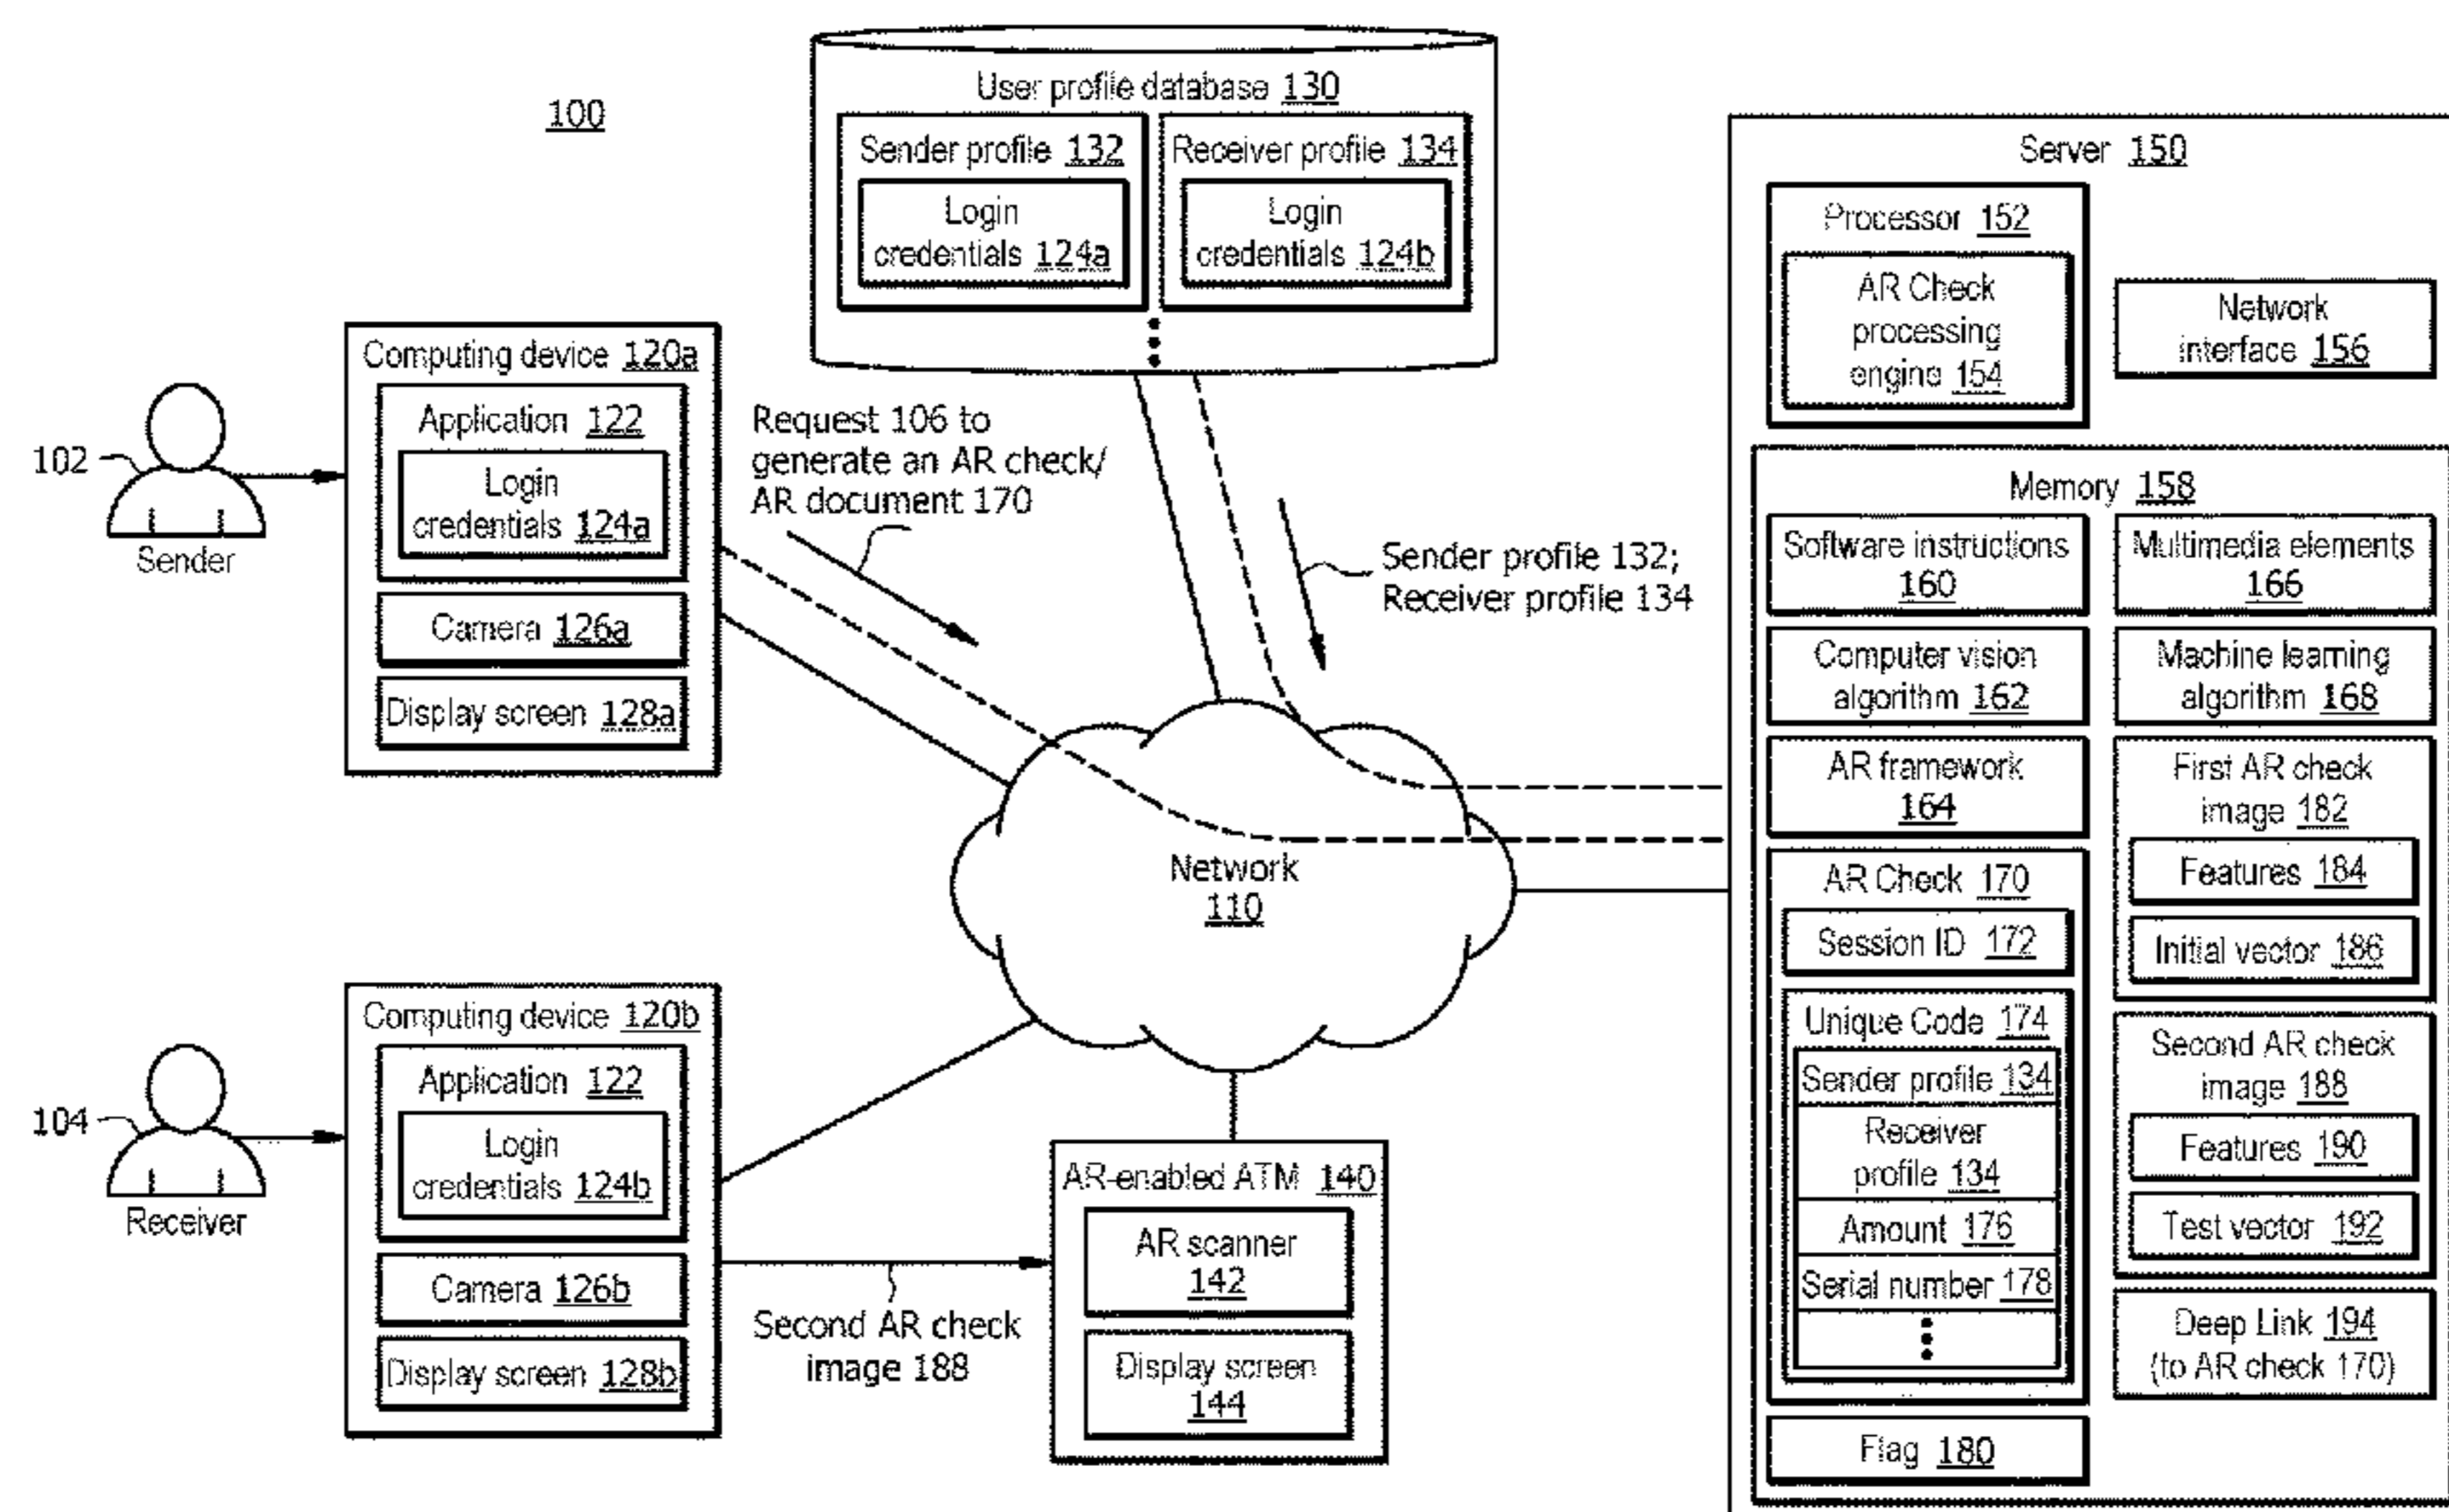 100
User profile database 130
Sender profile 132
Login
credentials 124a
Receiver profile 134
Login
credentials 124b
102
Sender
Computing device 120a
Application 122
Login
credentials 124a
Camera 126a
Display screen 128a
Request 106 to
generate an AR check/
AR document 170
Sender profile 132;
Receiver profile 134
Network
110
104
Receiver
Computing device 120b
Application 122
Login
credentials 124b
Camera 126b
Display screen 128b
Second AR check
image 188
AR-enabled ATM 140
AR scanner
142
Display screen
144
Server 150
Processor 152
AR Check
processing
engine 154
Network
interface 156
Memory 158
Software instructions
160
Computer vision
algorithm 162
AR framework
164
AR Check 170
Session ID 172
Unique Code 174
Sender profile 134
Receiver
profile 134
Amount 176
Serial number 178
Flag 180
Multimedia elements
166
Machine learning
algorithm 168
First AR check
image 182
Features 184
Initial vector 186
Second AR check
image 188
Features 190
Test vector 192
Deep Link 194
(to AR check 170)